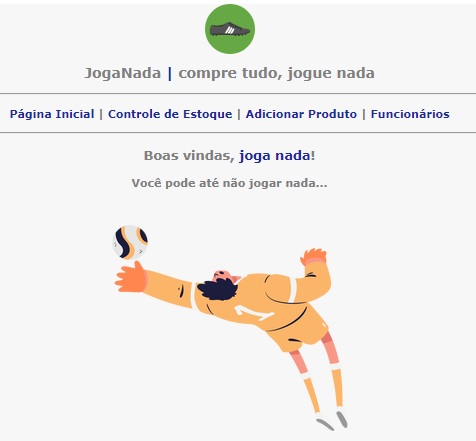 JogaNada | compre tudo, jogue nada
Página Inicial | Controle de Estoque | Adicionar Produto | Funcionários
Boas vindas, joga nada!
Você pode até não jogar nada...